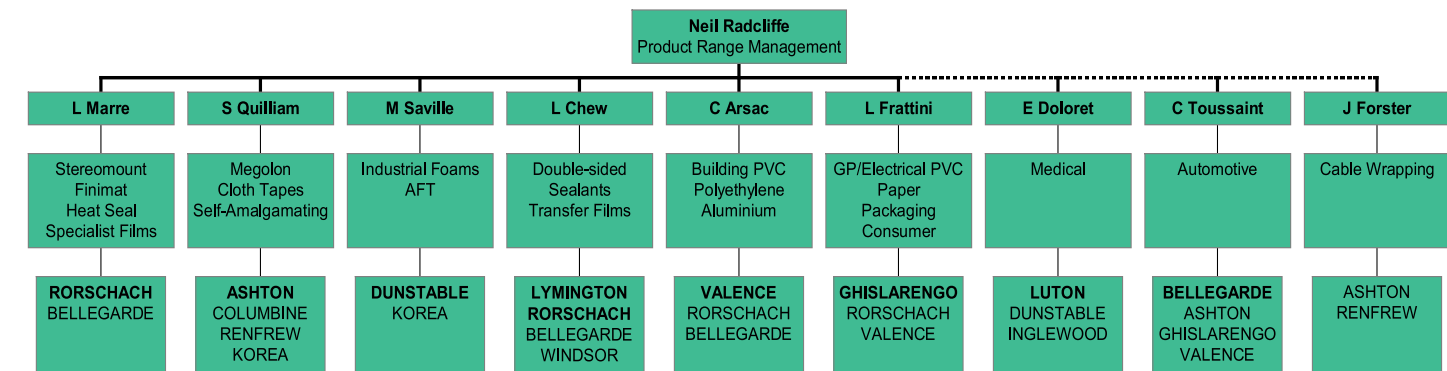 Neil Radcliffe
Product Range Management
L Marre
S Quilliam
M Saville
L Chew
C Arsac
L Frattini
E Doloret
C Toussaint
J Forster
Stereomount
Finimat
Heat Seal
Specialist Films
Megolon
Cloth Tapes
Self-Amalgamating
Industrial Foams
AFT
Double-sided
Sealants
Transfer Films
Building PVC
Polyethylene
Aluminium
GP/Electrical PVC
Paper
Packaging
Consumer
Medical
Automotive
Cable Wrapping
RORSCHACH
BELLEGARDE
ASHTON
COLUMBINE
RENFREW
KOREA
DUNSTABLE
KOREA
LYMINGTON
RORSCHACH
BELLEGARDE
WINDSOR
VALENCE
RORSCHACH
BELLEGARDE
GHISLARENGO
RORSCHACH
VALENCE
LUTON
DUNSTABLE
INGLEWOOD
BELLEGARDE
ASHTON
GHISLARENGO
VALENCE
ASHTON
RENFREW